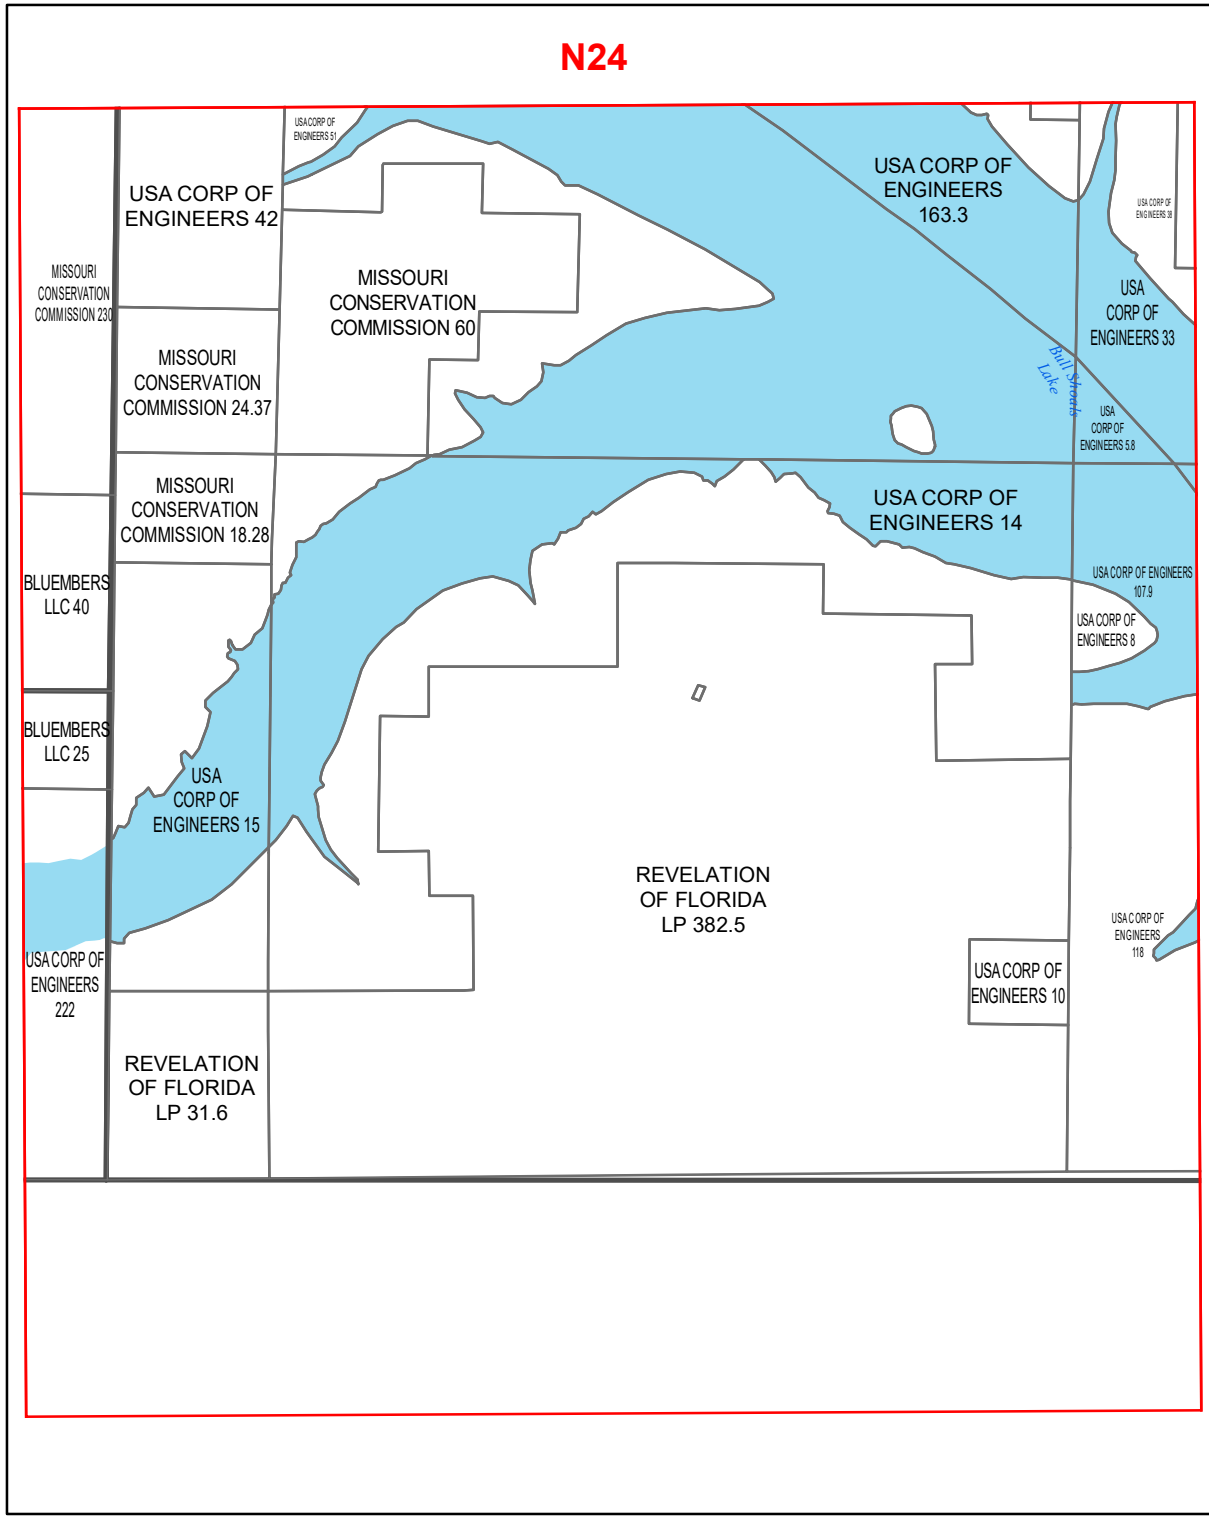 N24
USA CORP OF
ENGINEERS 51
USA CORP OF
ENGINEERS 42
USA CORP OF
ENGINEERS
163.3
USA CORP OF
ENGINEERS 38
MISSOURI
CONSERVATION
COMMISSION 230
MISSOURI
CONSERVATION
COMMISSION 60
USA
CORP OF
ENGINEERS 33
MISSOURI
CONSERVATION
COMMISSION 24.37
Bull Shoals
Lake
USA
CORP OF
ENGINEERS 5.8
MISSOURI
CONSERVATION
COMMISSION 18.28
USA CORP OF
ENGINEERS 14
BLUEMBERS
LLC 40
USA CORP OF ENGINEERS
107.9
USA CORP OF
ENGINEERS 8
BLUEMBERS
LLC 25
USA
CORP OF
ENGINEERS 15
REVELATION
OF FLORIDA
LP 382.5
USA CORP OF
ENGINEERS
118
USA CORP OF
ENGINEERS
222
USA CORP OF
ENGINEERS 10
REVELATION
OF FLORIDA
LP 31.6